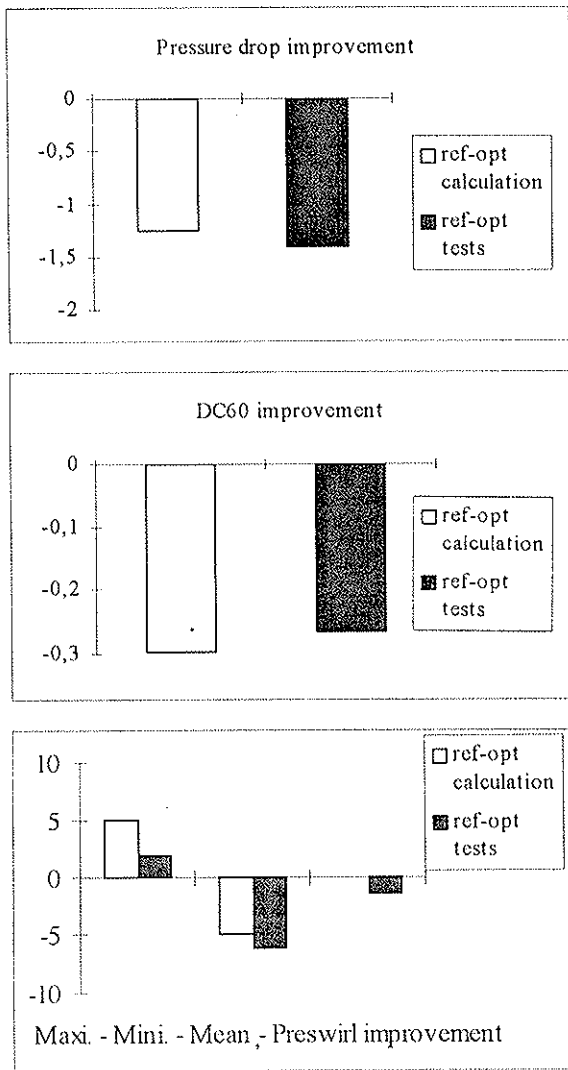 Pressure drop improvement
0
-0,5
-1
-1,5
-2
ref-opt
calculation
ref-opt
tests
DC60 improvement
0
-0,1
-0,2
-0,3
ref-opt
calculation
ref-opt
tests
10
5
0
-5
-10
ref-opt
calculation
ref-opt
tests
Maxi. - Mini. - Mean,- Preswirl improvement